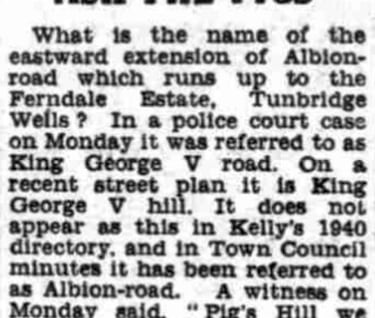 What is the name of the
eastward extension of Albion-
road which runs up to the
Ferndale Estate, Tunbridge
Wells? In a police court case
on Monday it was referred to as
King George V road. On a
recent street plan it is King
George V hill. It does not
appear as this in Kelly's 1940
directory, and in Town Council
minutes it has been referred to
as Albion-road. A witness on
Monday said, "Pig's Hill we